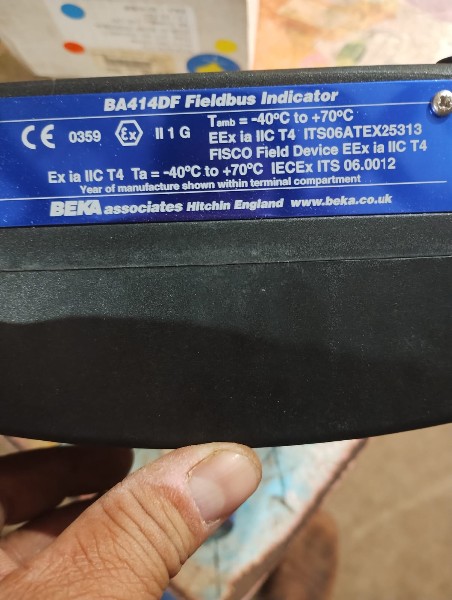 BA414DF Fieldbus Indicator
CE 0359 Ex II 1 G Tamb = -40ºC to +70ºC
EEx ia IIC T4 ITS06ATEX25313
FISCO Field Device EEx ia IIC T4
Ex ia IIC T4 Ta = -40ºC to +70ºC IECEx ITS 06.0012
Year of manufacture shown within terminal compartment
BEKA associates Hitchin England www.beka.co.uk